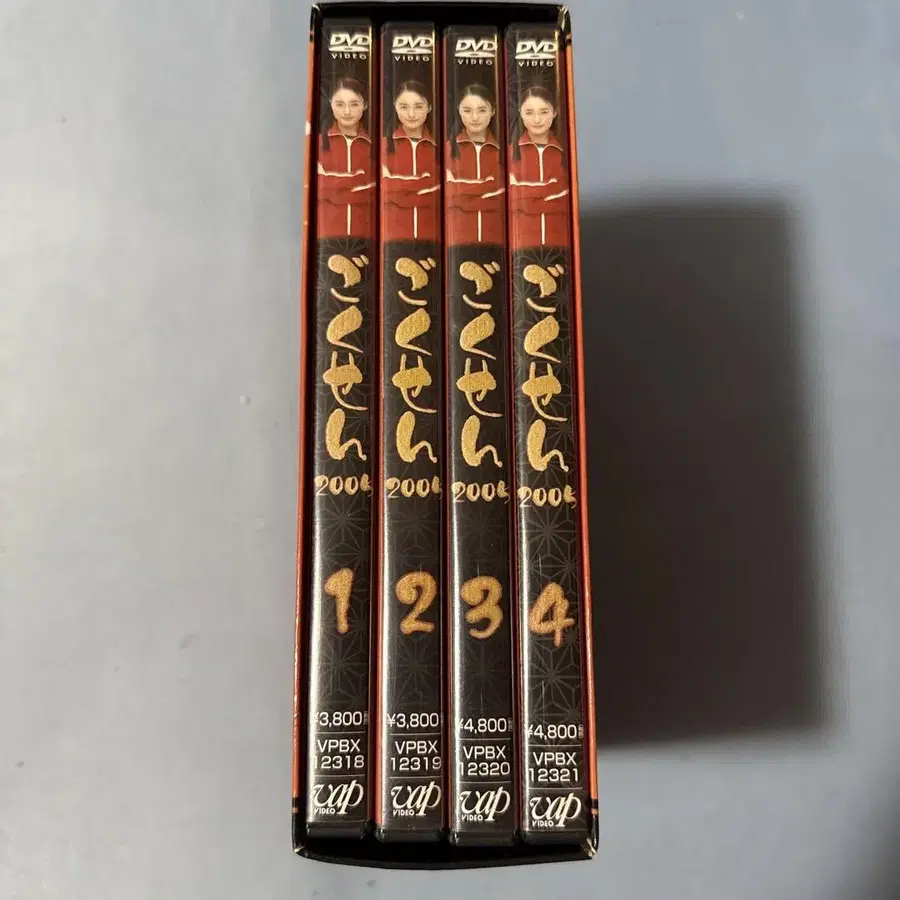 DVD
VIDEO
ごくせん
2005
1
¥3,800
VPBX
12318
vap
VIDEO
DVD
VIDEO
ごくせん
2005
2
¥3,800
VPBX
12319
vap
VIDEO
DVD
VIDEO
ごくせん
2005
3
¥4,800
VPBX
12320
vap
VIDEO
DVD
VIDEO
ごくせん
2005
4
¥4,800
VPBX
12321
vap
VIDEO